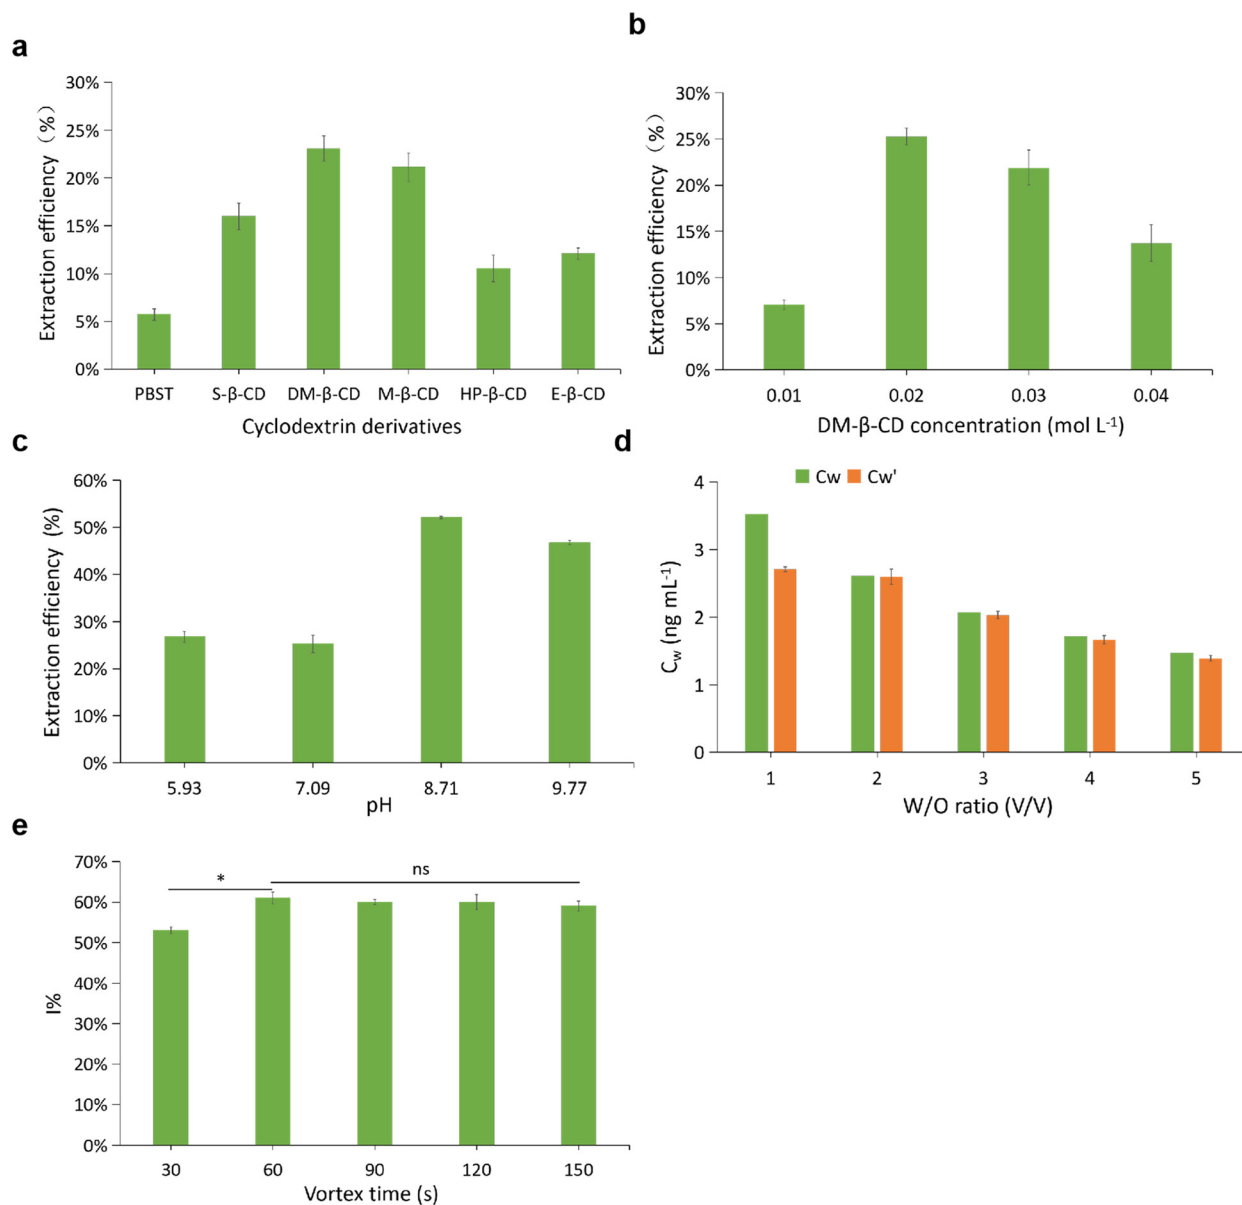 a
30%
25%
20%
15%
10%
5%
0%
Extraction efficiency（%）
PBST S-β-CD DM-β-CD M-β-CD HP-β-CD E-β-CD
Cyclodextrin derivatives
b
30%
25%
20%
15%
10%
5%
0%
Extraction efficiency（%）
0.01 0.02 0.03 0.04
DM-β-CD concentration (mol L-1)
c
60%
50%
40%
30%
20%
10%
0%
Extraction efficiency (%)
5.93 7.09 8.71 9.77
pH
d
Cw Cw'
4
3
2
1
0
Cw (ng mL-1)
1 2 3 4 5
W/O ratio (V/V)
e
70%
60%
50%
40%
30%
20%
10%
0%
I%
* ns
30 60 90 120 150
Vortex time (s)